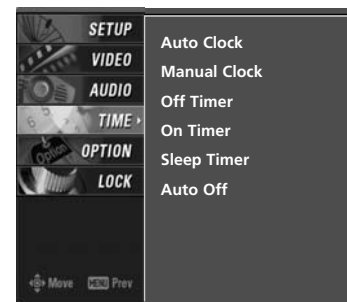 SETUP
VIDEO
AUDIO
TIME
OPTION
LOCK
Move MENU Prev
Auto Clock
Manual Clock
Off Timer
On Timer
Sleep Timer
Auto Off